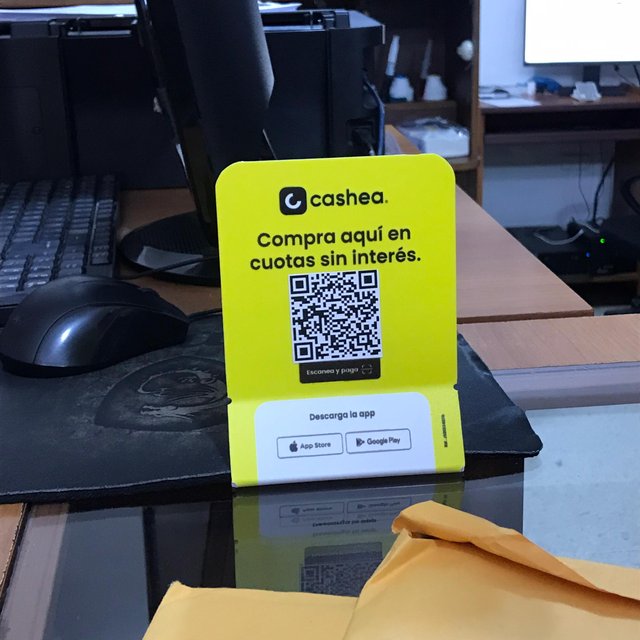 cashea.
Compra aquí en
cuotas sin interés.
Escanea y paga
Descarga la app
App Store
Google Play